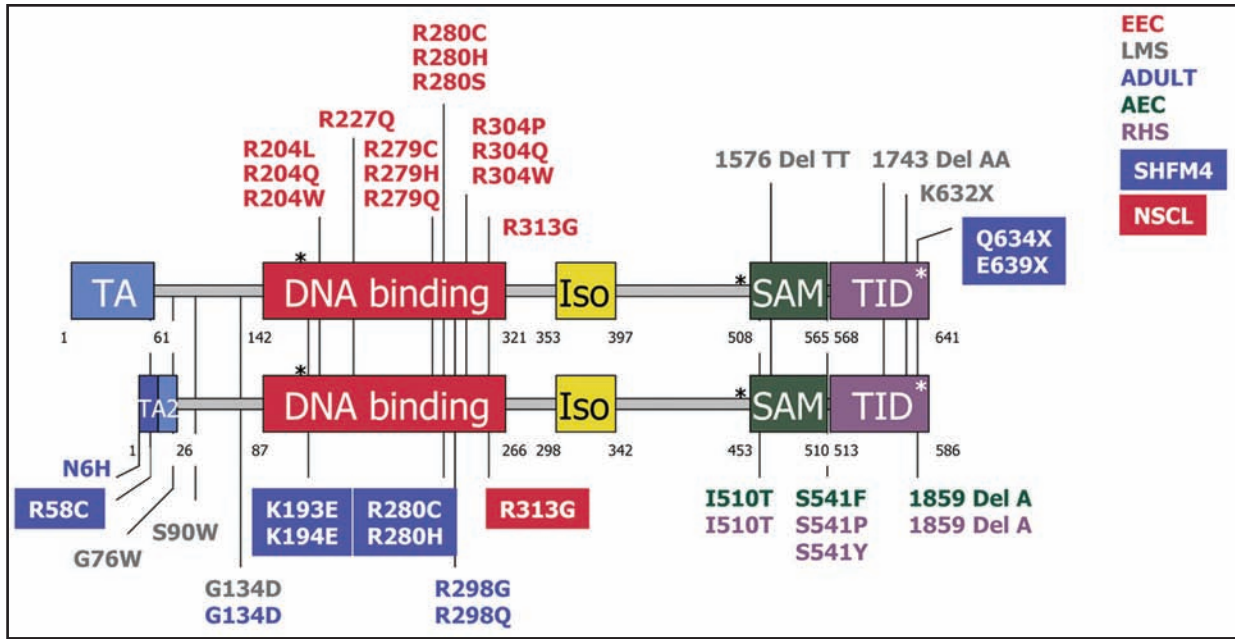 R280C
R280H
R280S
R227Q
R204L
R204Q
R204W
R279C
R279H
R279Q
R304P
R304Q
R304W
R313G
1576 Del TT
1743 Del AA
K632X
Q634X
E639X
EEC
LMS
ADULT
AEC
RHS
SHFM4
NSCL
TA
*
DNA binding
Iso
*
SAM
TID*
1 61 142 321 353 397 508 565 568 641
TA2
*
DNA binding
Iso
*
SAM
TID*
1 26 87 266 298 342 453 510 513 586
N6H
R58C
G76W
S90W
G134D
G134D
K193E
K194E
R280C
R280H
R298G
R298Q
R313G
I510T
I510T
S541F
S541P
S541Y
1859 Del A
1859 Del A